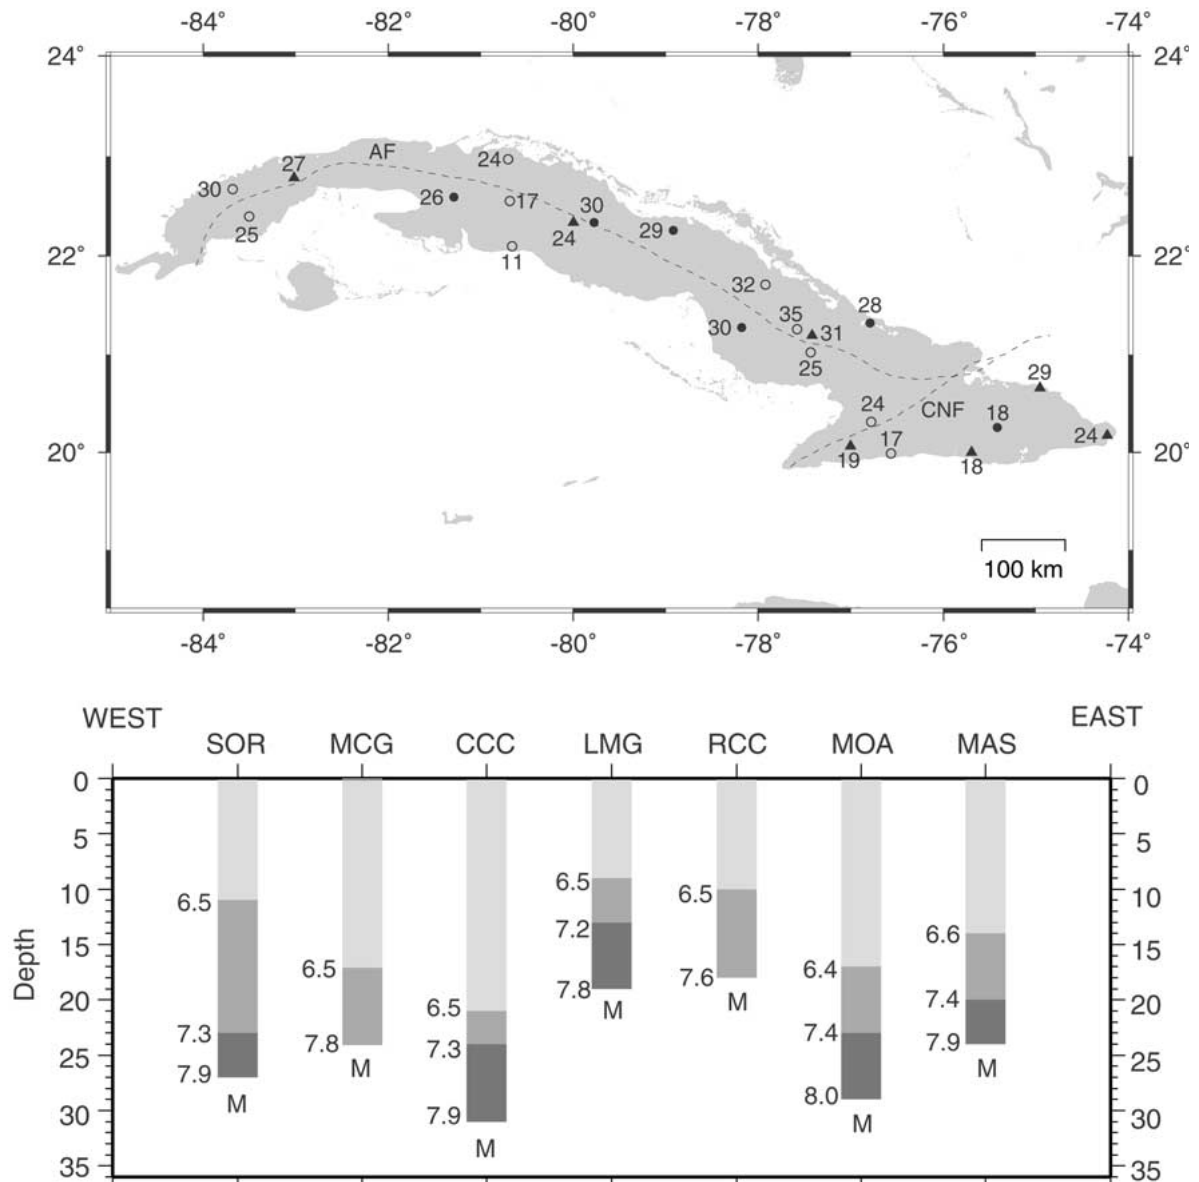 -84° -82° -80° -78° -76° -74°
24° 24°
AF
27
24
30
26
17
30
25
24
29
22° 22°
11
32
28
35
30
31
25
29
24
CNF
18
17
24
20° 20°
19
18
100 km
-84° -82° -80° -78° -76° -74°
WEST EAST
SOR MCG CCC LMG RCC MOA MAS
0 0
5 5
6.5
10 6.5 10
6.5
7.2
6.6
15 15
6.5 6.4
7.6
7.8
M
M
20 7.4 20
6.5
7.3 7.4
7.8 7.3 7.9
25 25
M M
7.9
8.0
M
30 7.9 30
M
M
35 35
Depth